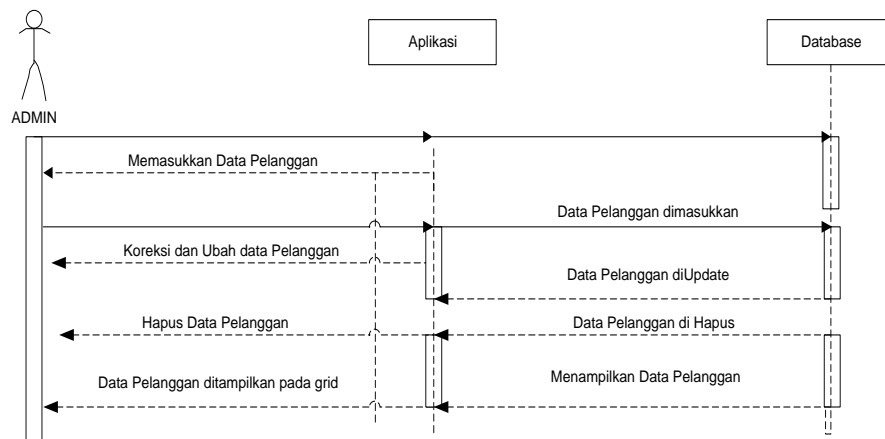 Aplikasi
Database
ADMIN
Memasukkan Data Pelanggan
Data Pelanggan dimasukkan
Koreksi dan Ubah data Pelanggan
Data Pelanggan diUpdate
Hapus Data Pelanggan
Data Pelanggan di Hapus
Menampilkan Data Pelanggan
Data Pelanggan ditampilkan pada grid